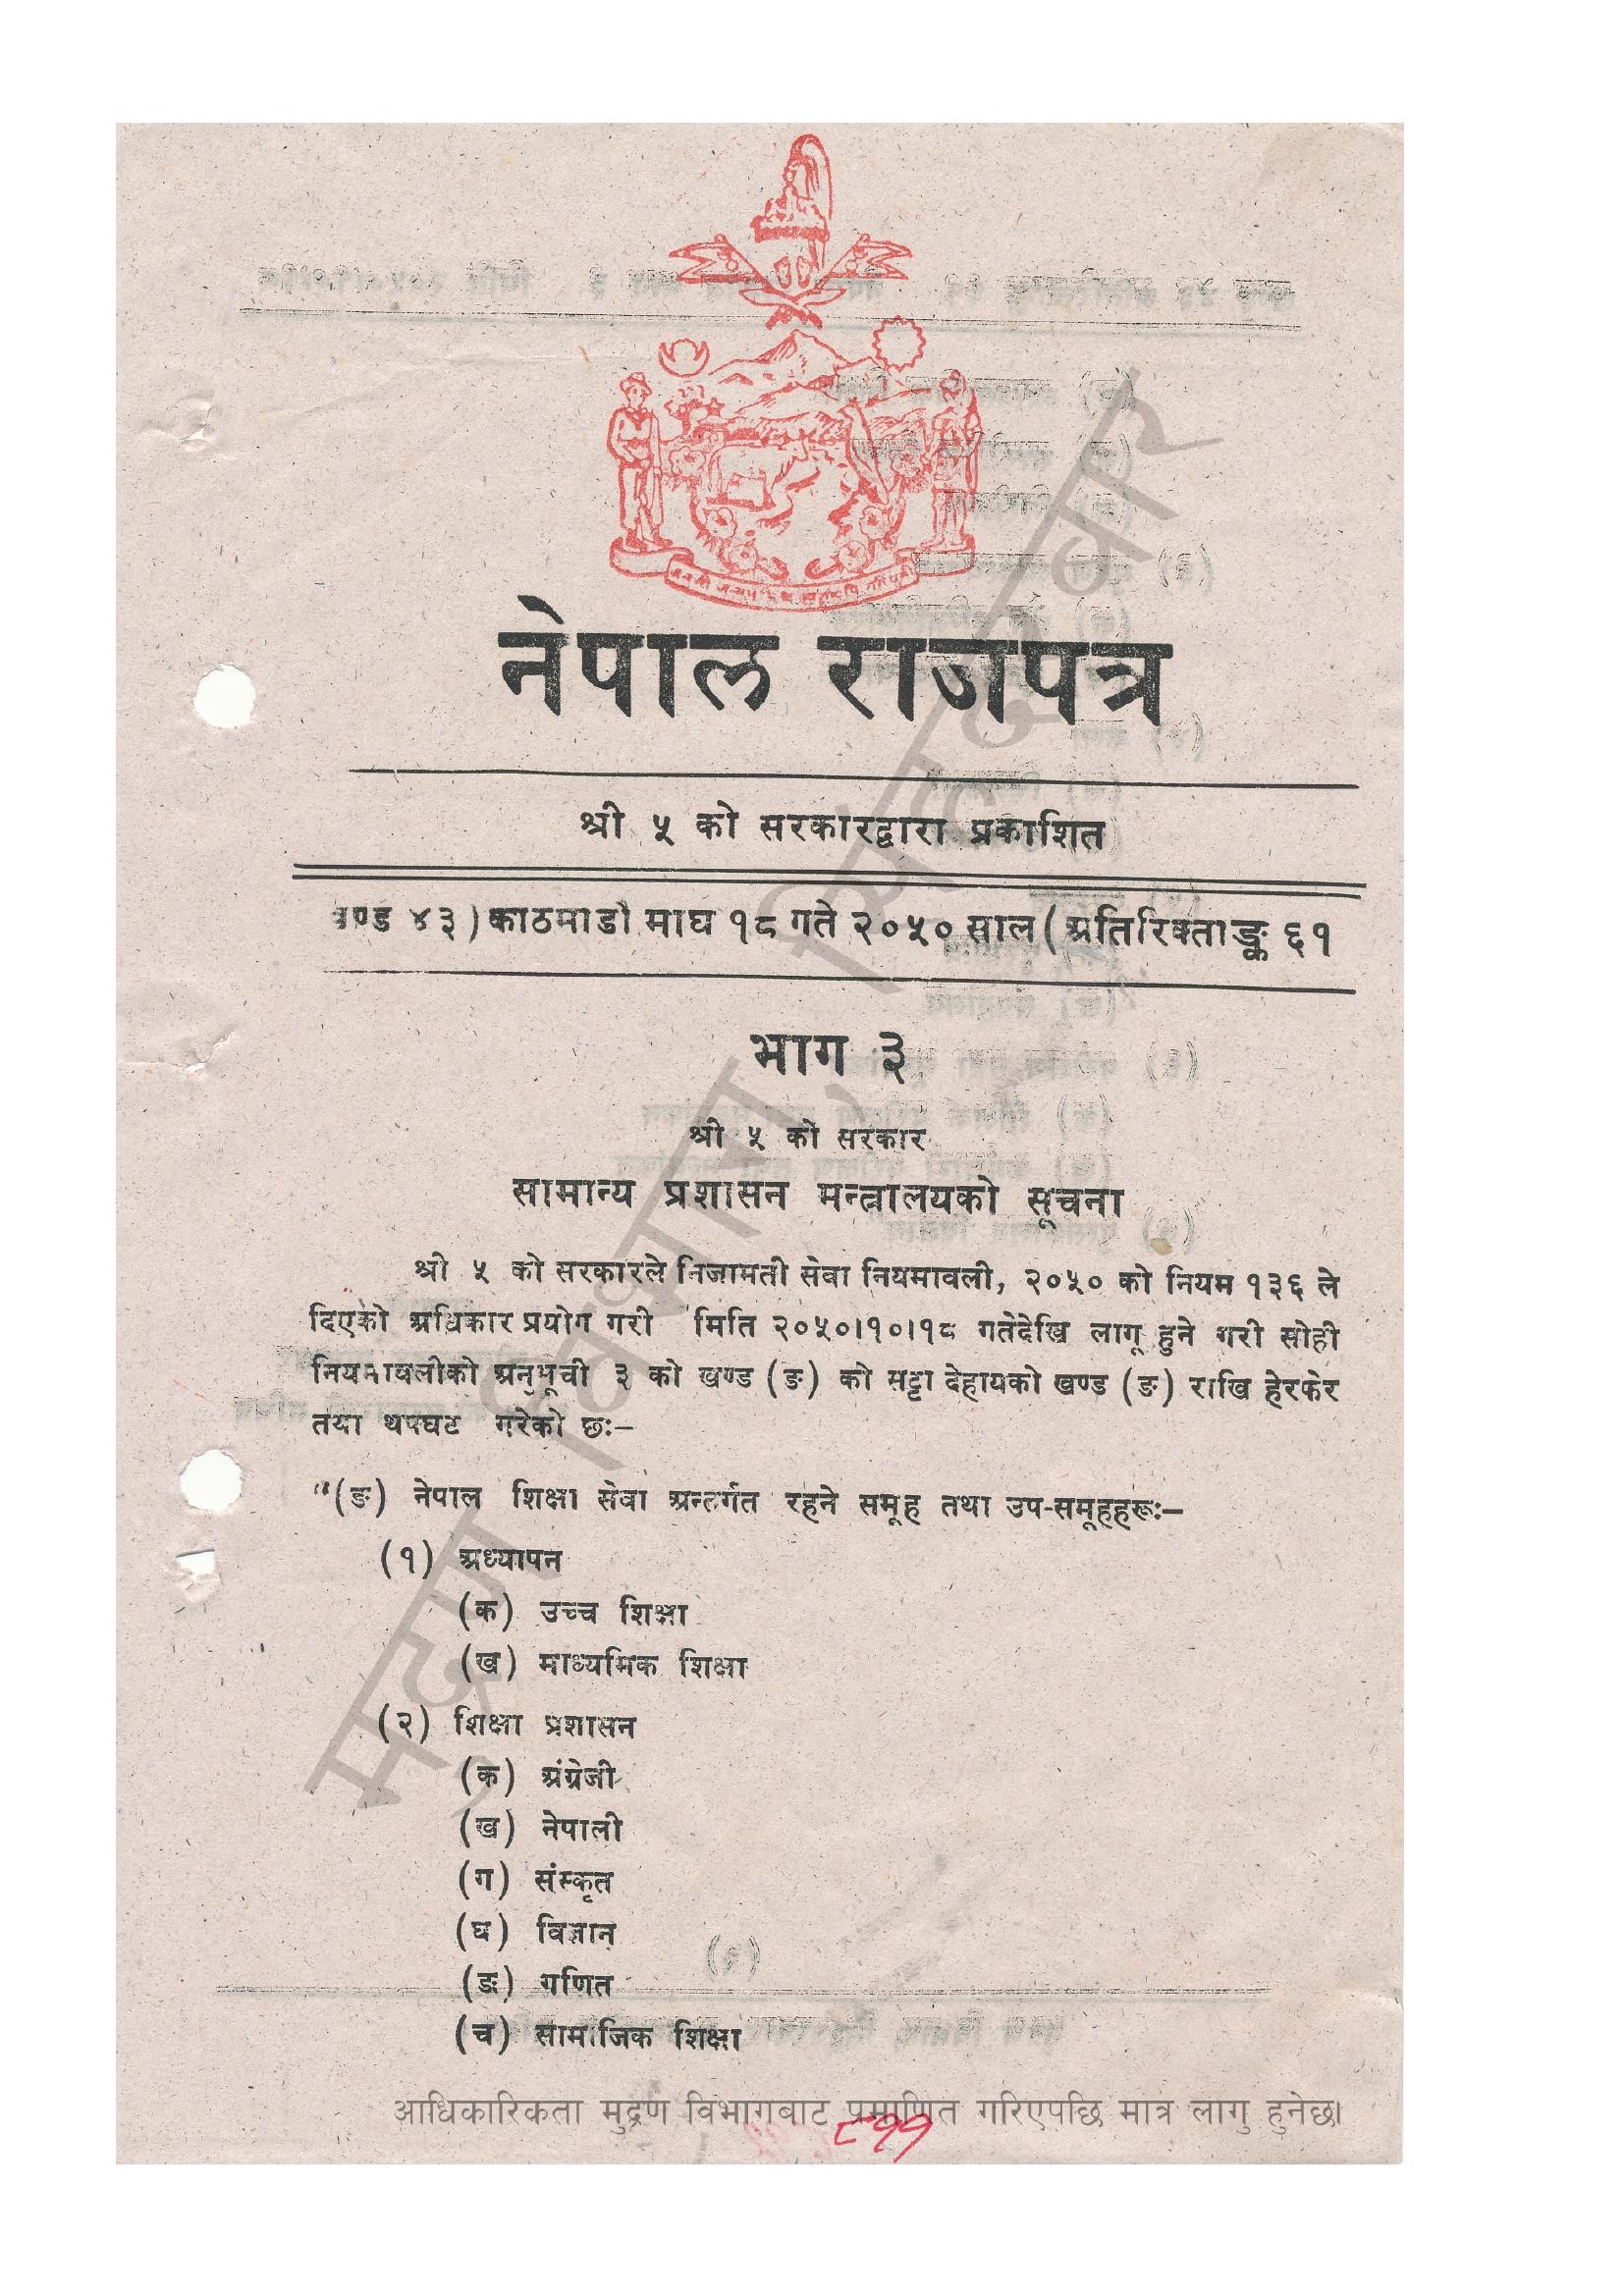 नेपाल राजपत्र
श्री ५ को सरकारद्वारा प्रकाशित
खण्ड ४३) काठमाडौं माघ १८ गते २०५० साल (अतिरिक्ताङ्क ६१
भाग ३
श्री ५ को सरकार
सामान्य प्रशासन मन्त्रालयको सूचना
श्री ५ को सरकारले निजामती सेवा नियमावली, २०५० को नियम १३६ ले
दिएको अधिकार प्रयोग गरी मिति २०५०।१०।१८ गतेदेखि लागू हुने गरी सोही
नियमावलीको अनुसूची ३ को खण्ड (ङ) को सट्टा देहायको खण्ड (ङ) राखि हेरफेर
तथा थपघट गरेको छः–
"(ङ) नेपाल शिक्षा सेवा अन्तर्गत रहने समूह तथा उप-समूहहरूः–
(१) अध्यापन
(क) उच्च शिक्षा
(ख) माध्यमिक शिक्षा
(२) शिक्षा प्रशासन
(क) अंग्रेजी
(ख) नेपाली
(ग) संस्कृत
(घ) विज्ञान
(ङ) गणित
(च) सामाजिक शिक्षा
आधिकारिकता मुद्रण विभागबाट प्रमाणित गरिएपछि मात्र लागु हुनेछ।
८११
मुद्रण विभाग, सिंहदरवार